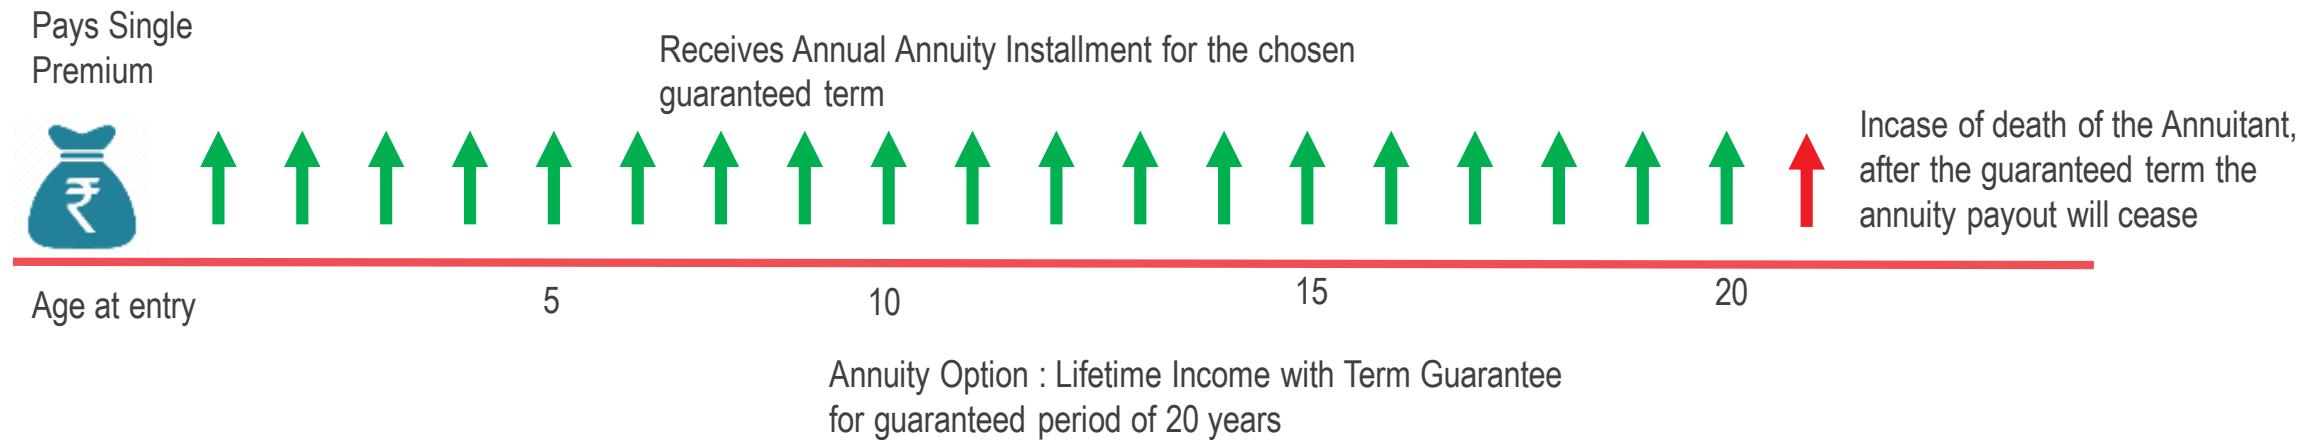 Pays Single
Premium
Receives Annual Annuity Installment for the chosen
guaranteed term
Incase of death of the Annuitant,
after the guaranteed term the
annuity payout will cease
₹
Age at entry
5
10
15
20
Annuity Option : Lifetime Income with Term Guarantee
for guaranteed period of 20 years